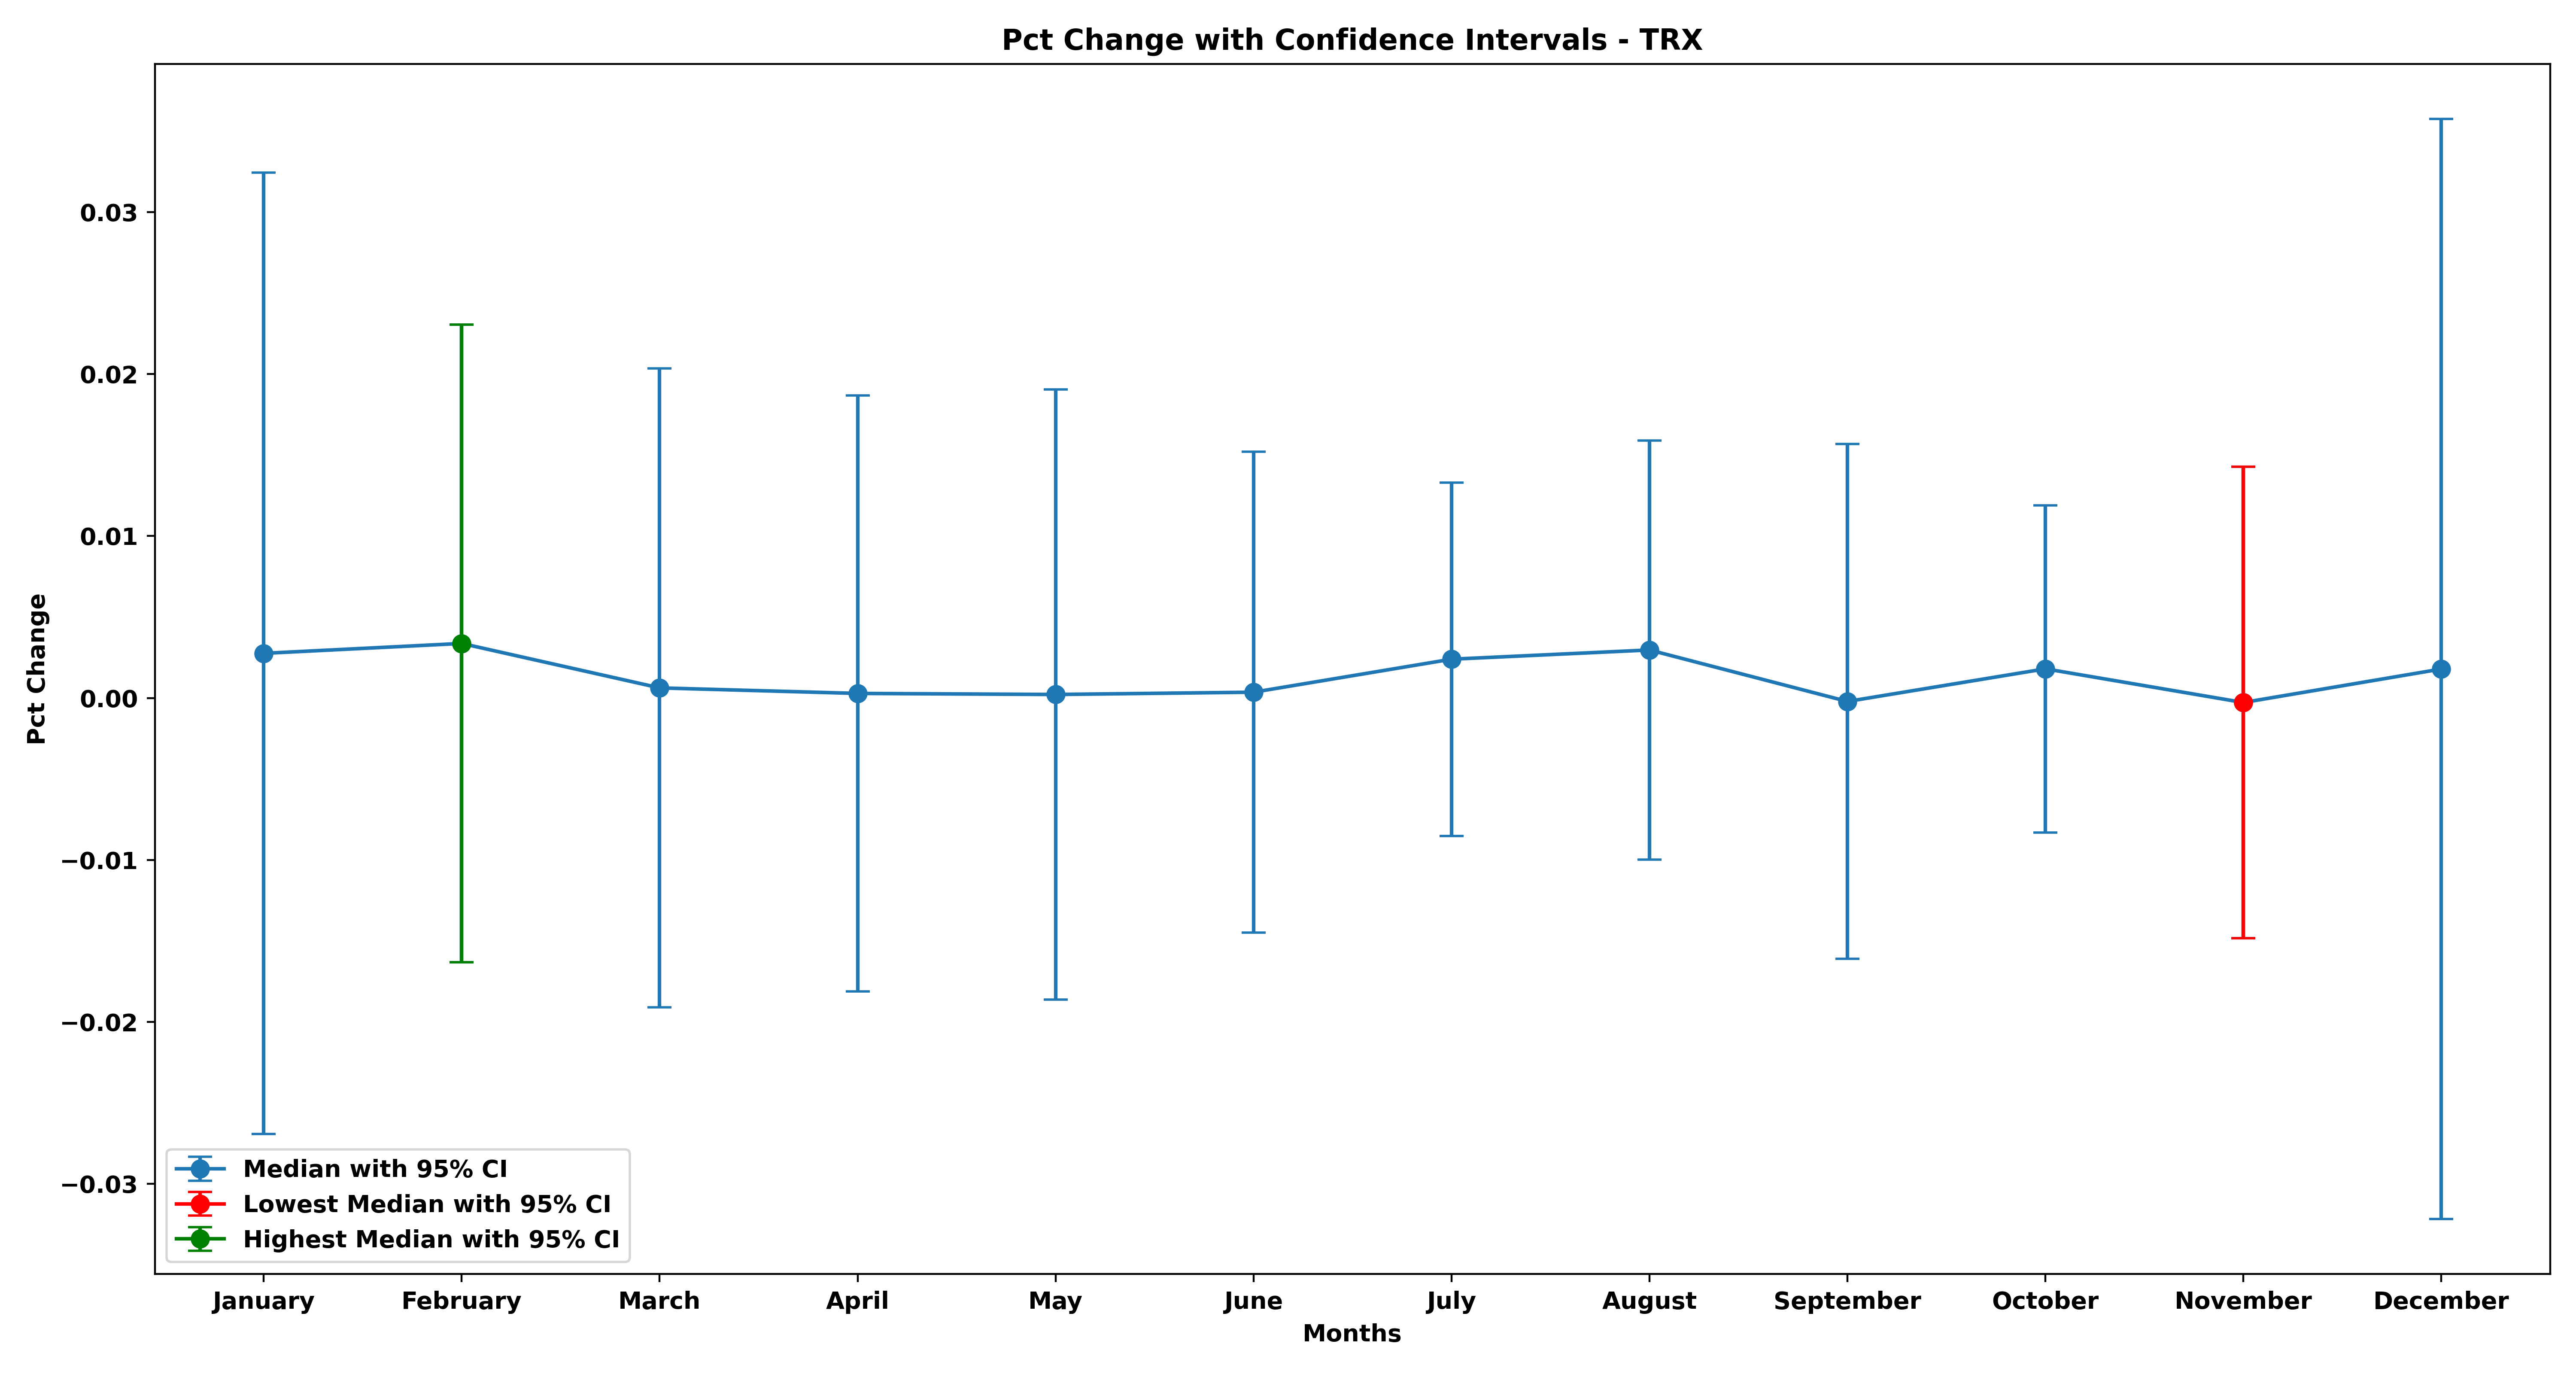 Pct Change with Confidence Intervals - TRX
Pct Change
0.03
0.02
0.01
0.00
−0.01
−0.02
−0.03
Median with 95% CI
Lowest Median with 95% CI
Highest Median with 95% CI
January February March April May June July August September October November December
Months